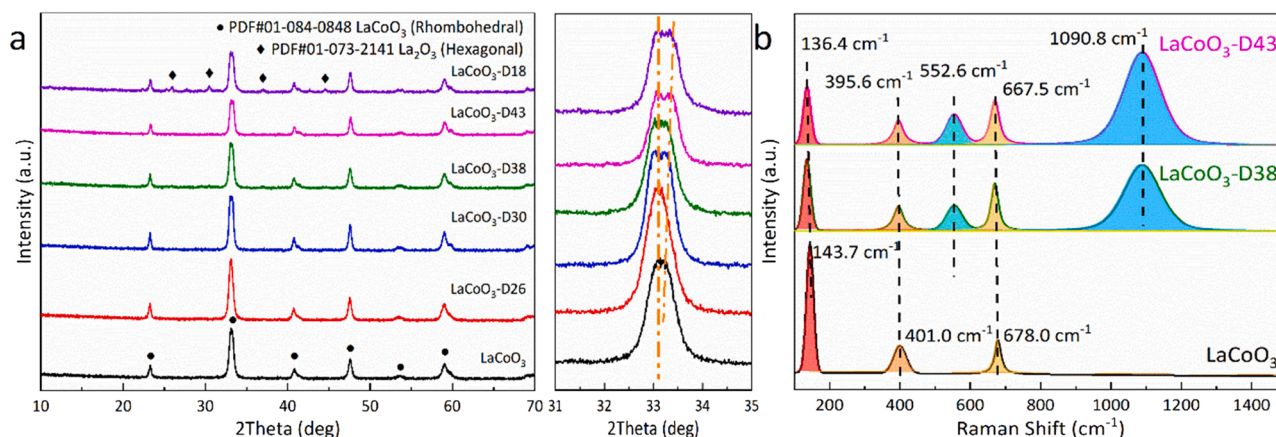 a
● PDF#01-084-0848 LaCoO₃ (Rhombohedral)
◆ PDF#01-073-2141 La₂O₃ (Hexagonal)
LaCoO₃-D18
LaCoO₃-D43
LaCoO₃-D38
LaCoO₃-D30
LaCoO₃-D26
LaCoO₃
Intensity (a.u.)
10 20 30 40 50 60 70
2Theta (deg)
31 32 33 34 35
2Theta (deg)
b
136.4 cm⁻¹
395.6 cm⁻¹
552.6 cm⁻¹
667.5 cm⁻¹
1090.8 cm⁻¹
LaCoO₃-D43
LaCoO₃-D38
143.7 cm⁻¹
401.0 cm⁻¹
678.0 cm⁻¹
LaCoO₃
Intensity (a.u.)
200 400 600 800 1000 1200 1400
Raman Shift (cm⁻¹)